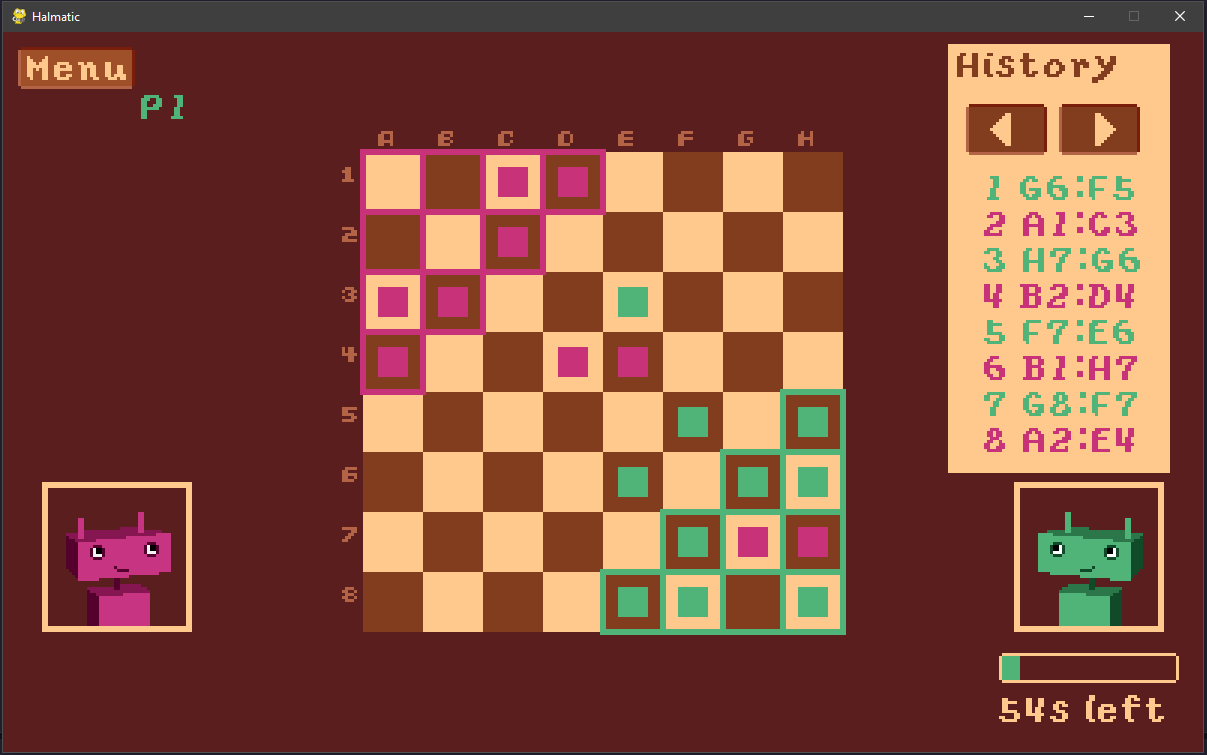 Halmatic
Menu
P1
A B C D E F G H
1
2
3
4
5
6
7
8
History
1 G6:F5
2 A1:C3
3 H7:G6
4 B2:D4
5 F7:E6
6 B1:H7
7 G8:F7
8 A2:E4
54s left